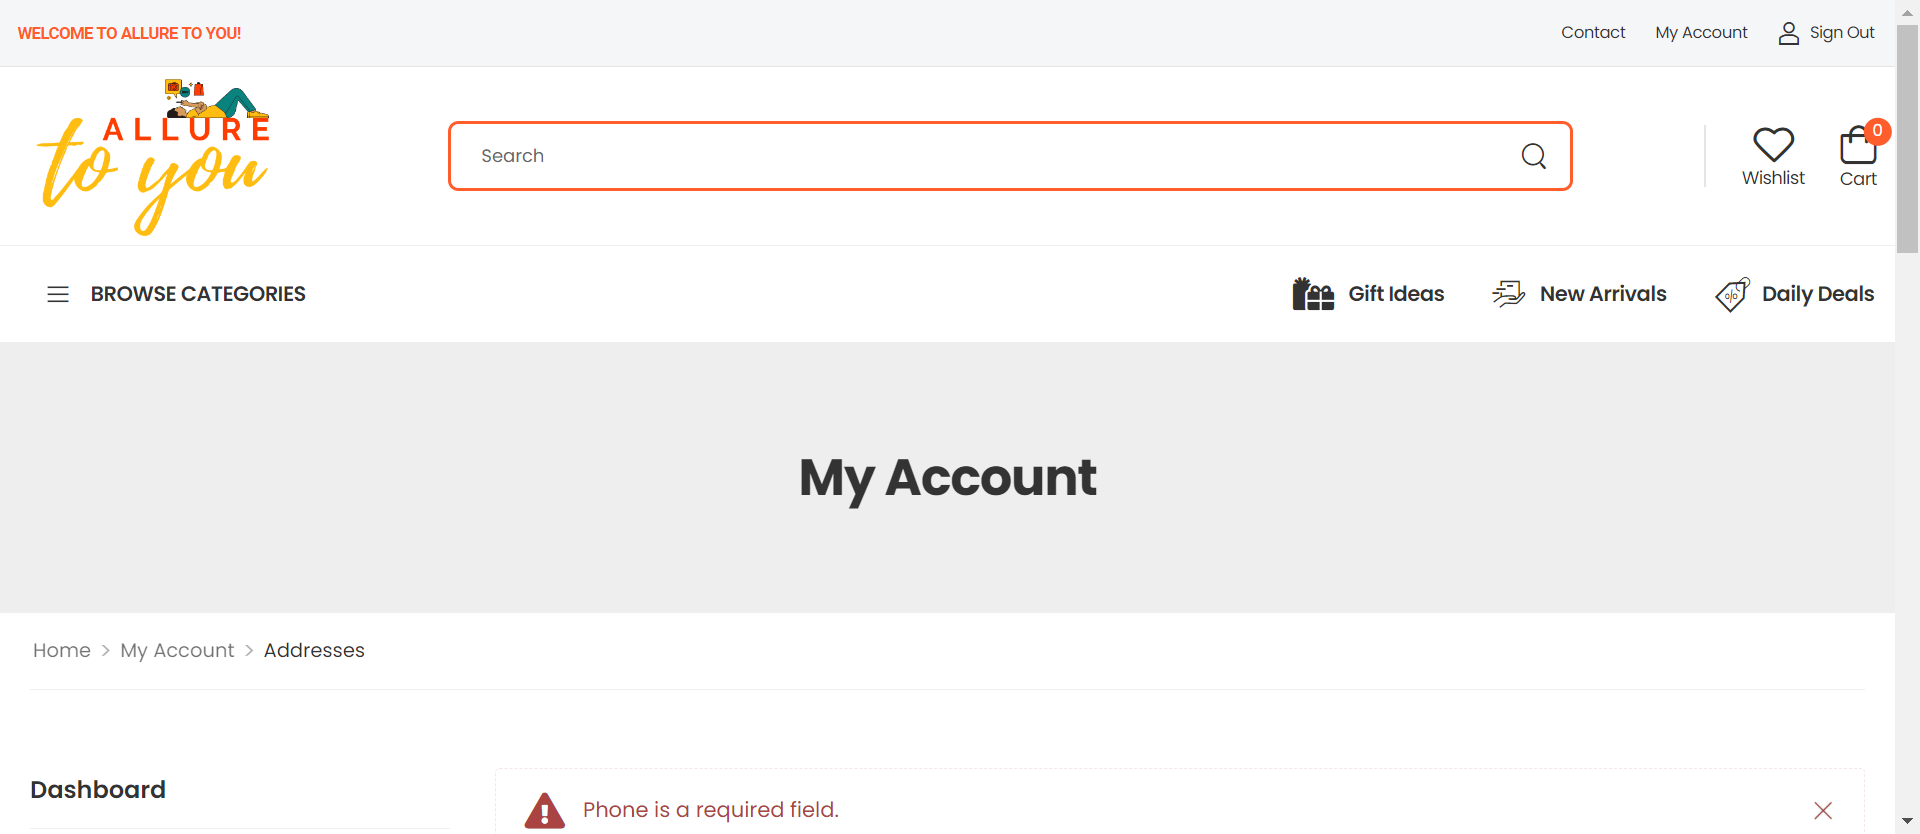 WELCOME TO ALLURE TO YOU!
Contact
My Account
Sign Out
ALLURE
to you
Search
Wishlist
0
Cart
BROWSE CATEGORIES
Gift Ideas
New Arrivals
Daily Deals
My Account
Home > My Account > Addresses
Dashboard
Phone is a required field.